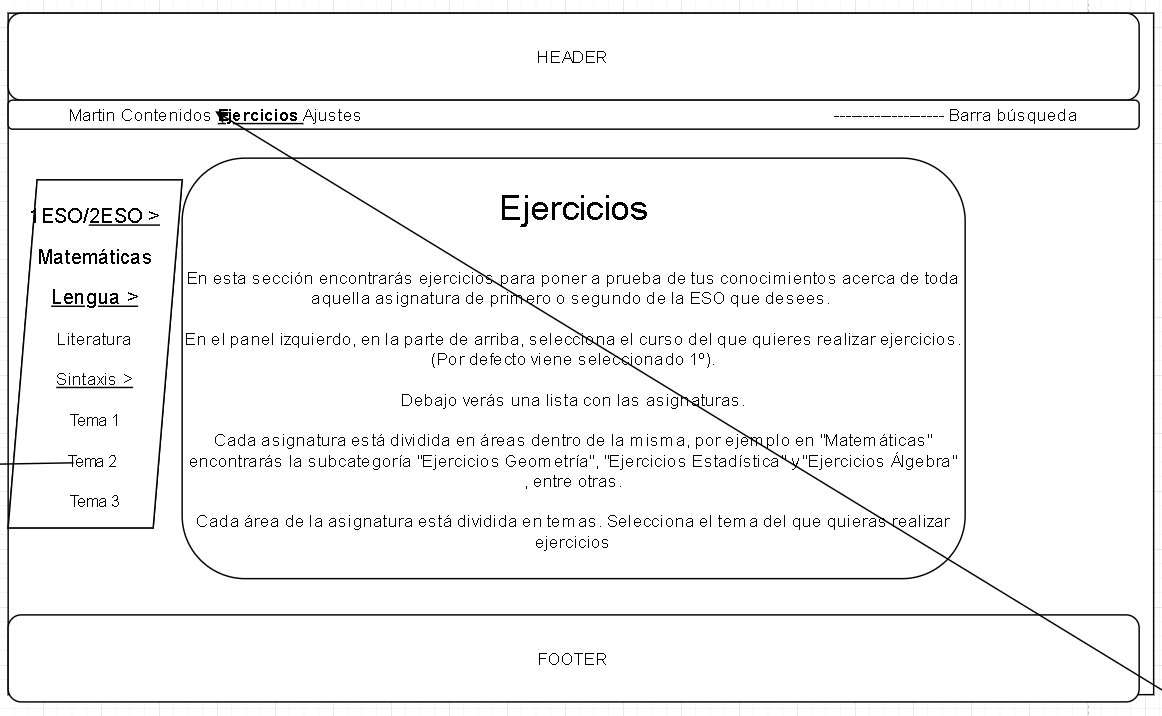 HEADER
Martin Contenidos Ejercicios Ajustes
------------------- Barra búsqueda
1ESO/2ESO >
Matemáticas
Lengua >
Literatura
Sintaxis >
Tema 1
Tema 2
Tema 3
Ejercicios
En esta sección encontrarás ejercicios para poner a prueba de tus conocimientos acerca de toda
aquella asignatura de primero o segundo de la ESO que desees.
En el panel izquierdo, en la parte de arriba, selecciona el curso del que quieres realizar ejercicios.
(Por defecto viene seleccionado 1º).
Debajo verás una lista con las asignaturas.
Cada asignatura está dividida en áreas dentro de la misma, por ejemplo en "Matemáticas"
encontrarás la subcategoría "Ejercicios Geometría", "Ejercicios Estadística" y "Ejercicios Álgebra"
, entre otras.
Cada área de la asignatura está dividida en temas. Selecciona el tema del que quieras realizar
ejercicios
FOOTER